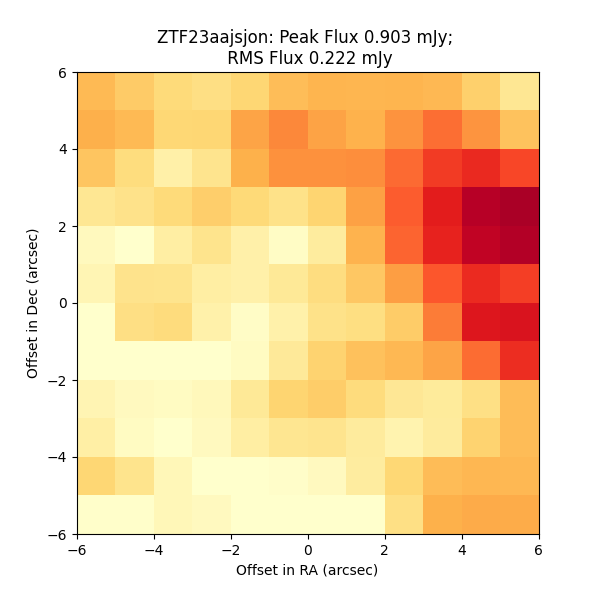 ZTF23aajsjon: Peak Flux 0.903 mJy;
RMS Flux 0.222 mJy
6
4
2
0
−2
−4
−6
Offset in Dec (arcsec)
−6 −4 −2 0 2 4 6
Offset in RA (arcsec)